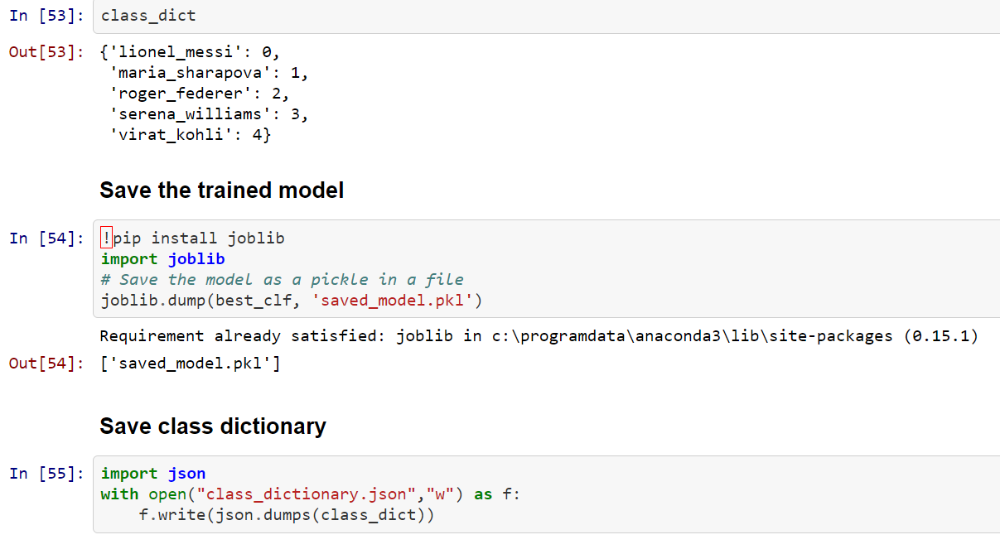 In [53]: class_dict
Out[53]: {'lionel_messi': 0,
'maria_sharapova': 1,
'roger_federer': 2,
'serena_williams': 3,
'virat_kohli': 4}
Save the trained model
In [54]: !pip install joblib
import joblib
# Save the model as a pickle in a file
joblib.dump(best_clf, 'saved_model.pkl')
Requirement already satisfied: joblib in c:\programdata\anaconda3\lib\site-packages (0.15.1)
Out[54]: ['saved_model.pkl']
Save class dictionary
In [55]: import json
with open("class_dictionary.json","w") as f:
    f.write(json.dumps(class_dict))